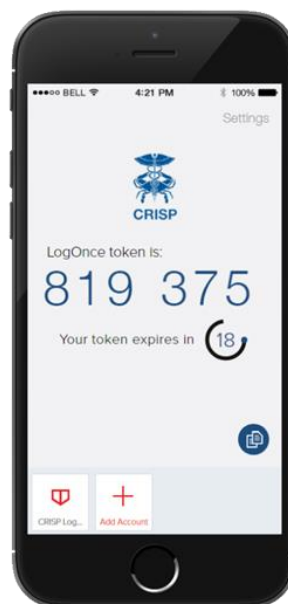 ●●●○○ BELL 4:21 PM 100%
Settings
CRISP
LogOnce token is:
819 375
Your token expires in 18
CRISP Log... Add Account